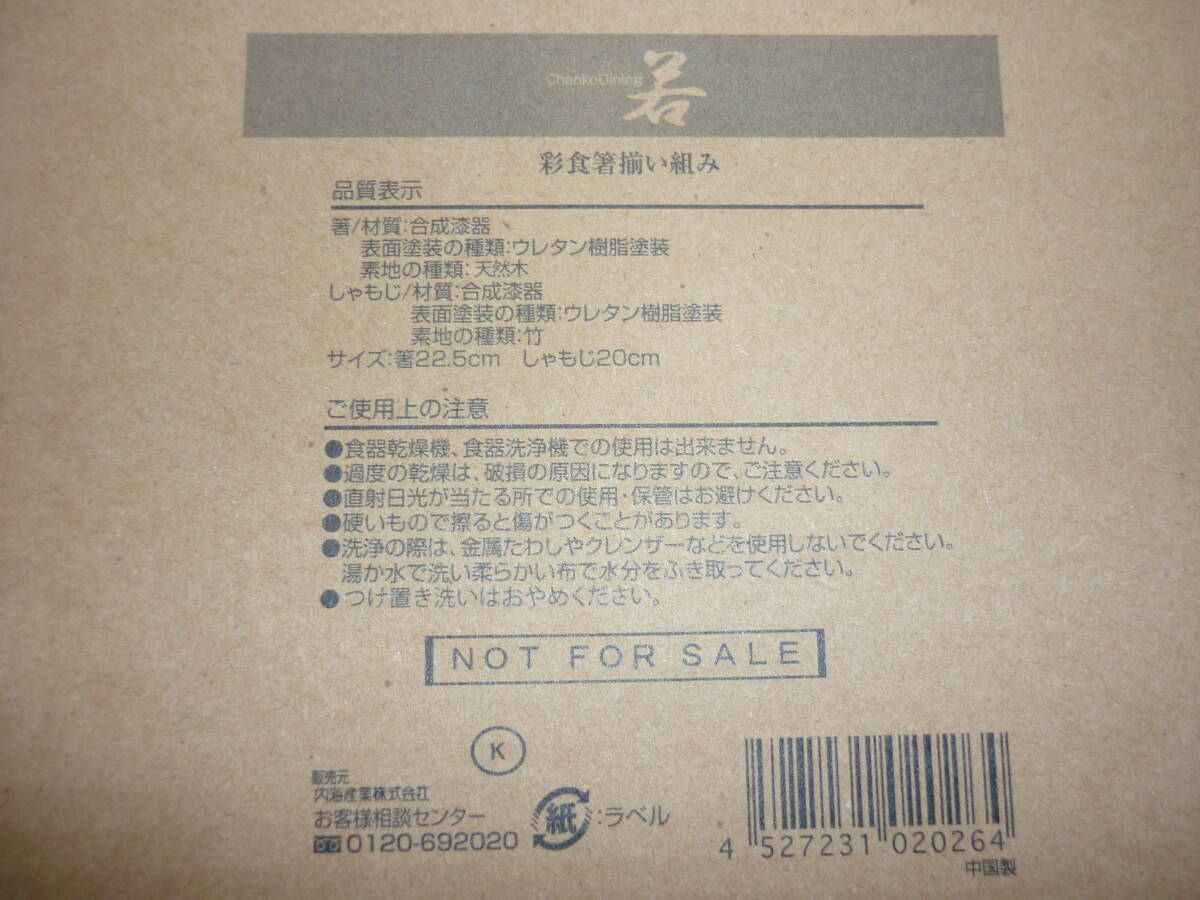 ChankoDining 若
彩食箸揃い組み
品質表示
箸/材質:合成漆器
表面塗装の種類:ウレタン樹脂塗装
素地の種類:天然木
しゃもじ/材質:合成漆器
表面塗装の種類:ウレタン樹脂塗装
素地の種類:竹
サイズ:箸22.5cm しゃもじ20cm
ご使用上の注意
●食器乾燥機、食器洗浄機での使用は出来ません。
●過度の乾燥は、破損の原因になりますので、ご注意ください。
●直射日光が当たる所での使用・保管はお避けください。
●硬いもので擦ると傷がつくことがあります。
●洗浄の際は、金属たわしやクレンザーなどを使用しないでください。
湯か水で洗い柔らかい布で水分をふき取ってください。
●つけ置き洗いはおやめください。
NOT FOR SALE
K
販売元
内海産業株式会社
お客様相談センター
0120-692020
紙:ラベル
4 527231 020264
中国製